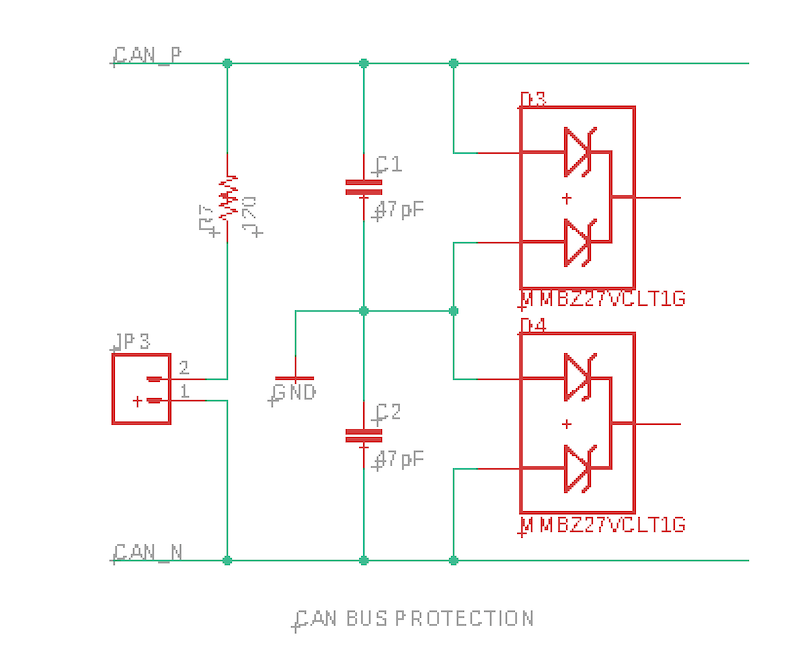 CAN_P
D3
C1
47pF
R7
120
MMBZ27VCLT1G
D4
JP3
2
1
GND
C2
47pF
MMBZ27VCLT1G
CAN_N
CAN BUS PROTECTION